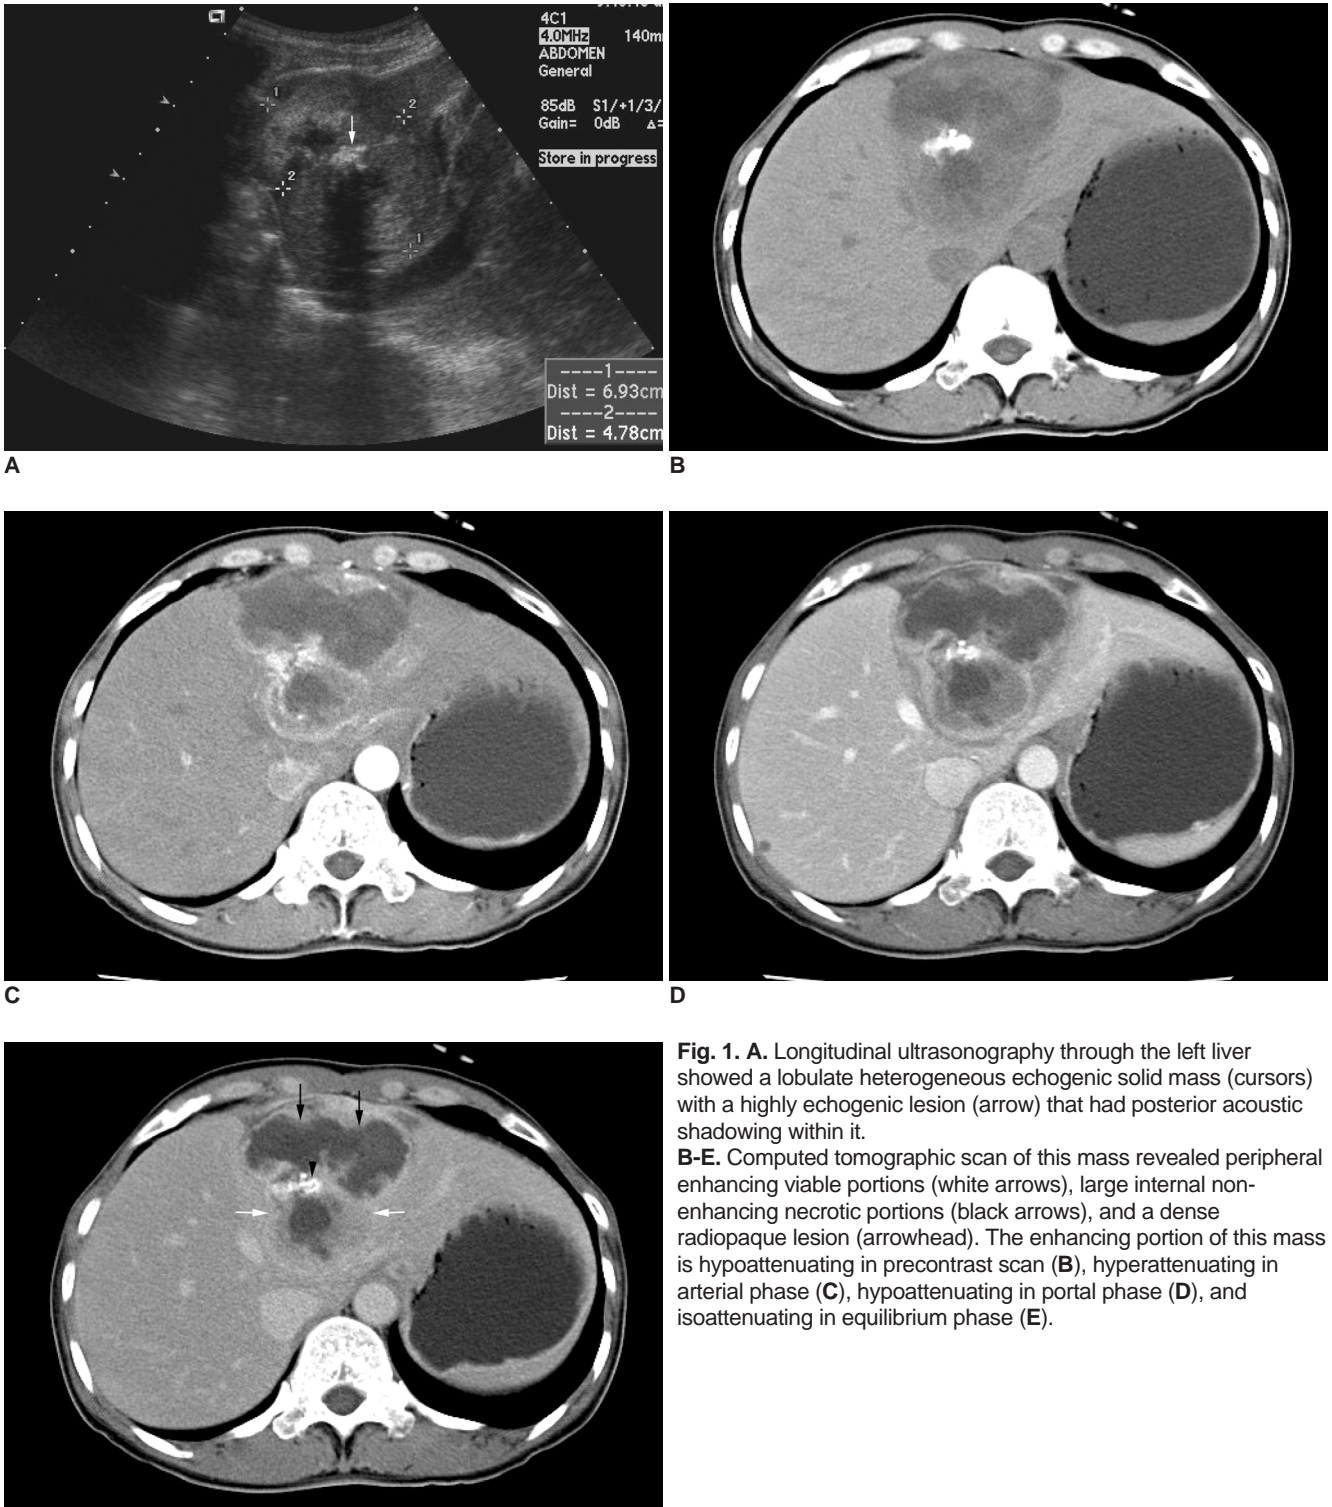 4C1
4.0MHz 140m
ABDOMEN
General
85dB S1/+1/3/
Gain= 0dB Δ=
Store in progress
1
2
2
1
----1----
Dist = 6.93cm
----2----
Dist = 4.78cm
A
B
C
D
Fig. 1. A. Longitudinal ultrasonography through the left liver
showed a lobulate heterogeneous echogenic solid mass (cursors)
with a highly echogenic lesion (arrow) that had posterior acoustic
shadowing within it.
B-E. Computed tomographic scan of this mass revealed peripheral
enhancing viable portions (white arrows), large internal non-
enhancing necrotic portions (black arrows), and a dense
radiopaque lesion (arrowhead). The enhancing portion of this mass
is hypoattenuating in precontrast scan (B), hyperattenuating in
arterial phase (C), hypoattenuating in portal phase (D), and
isoattenuating in equilibrium phase (E).